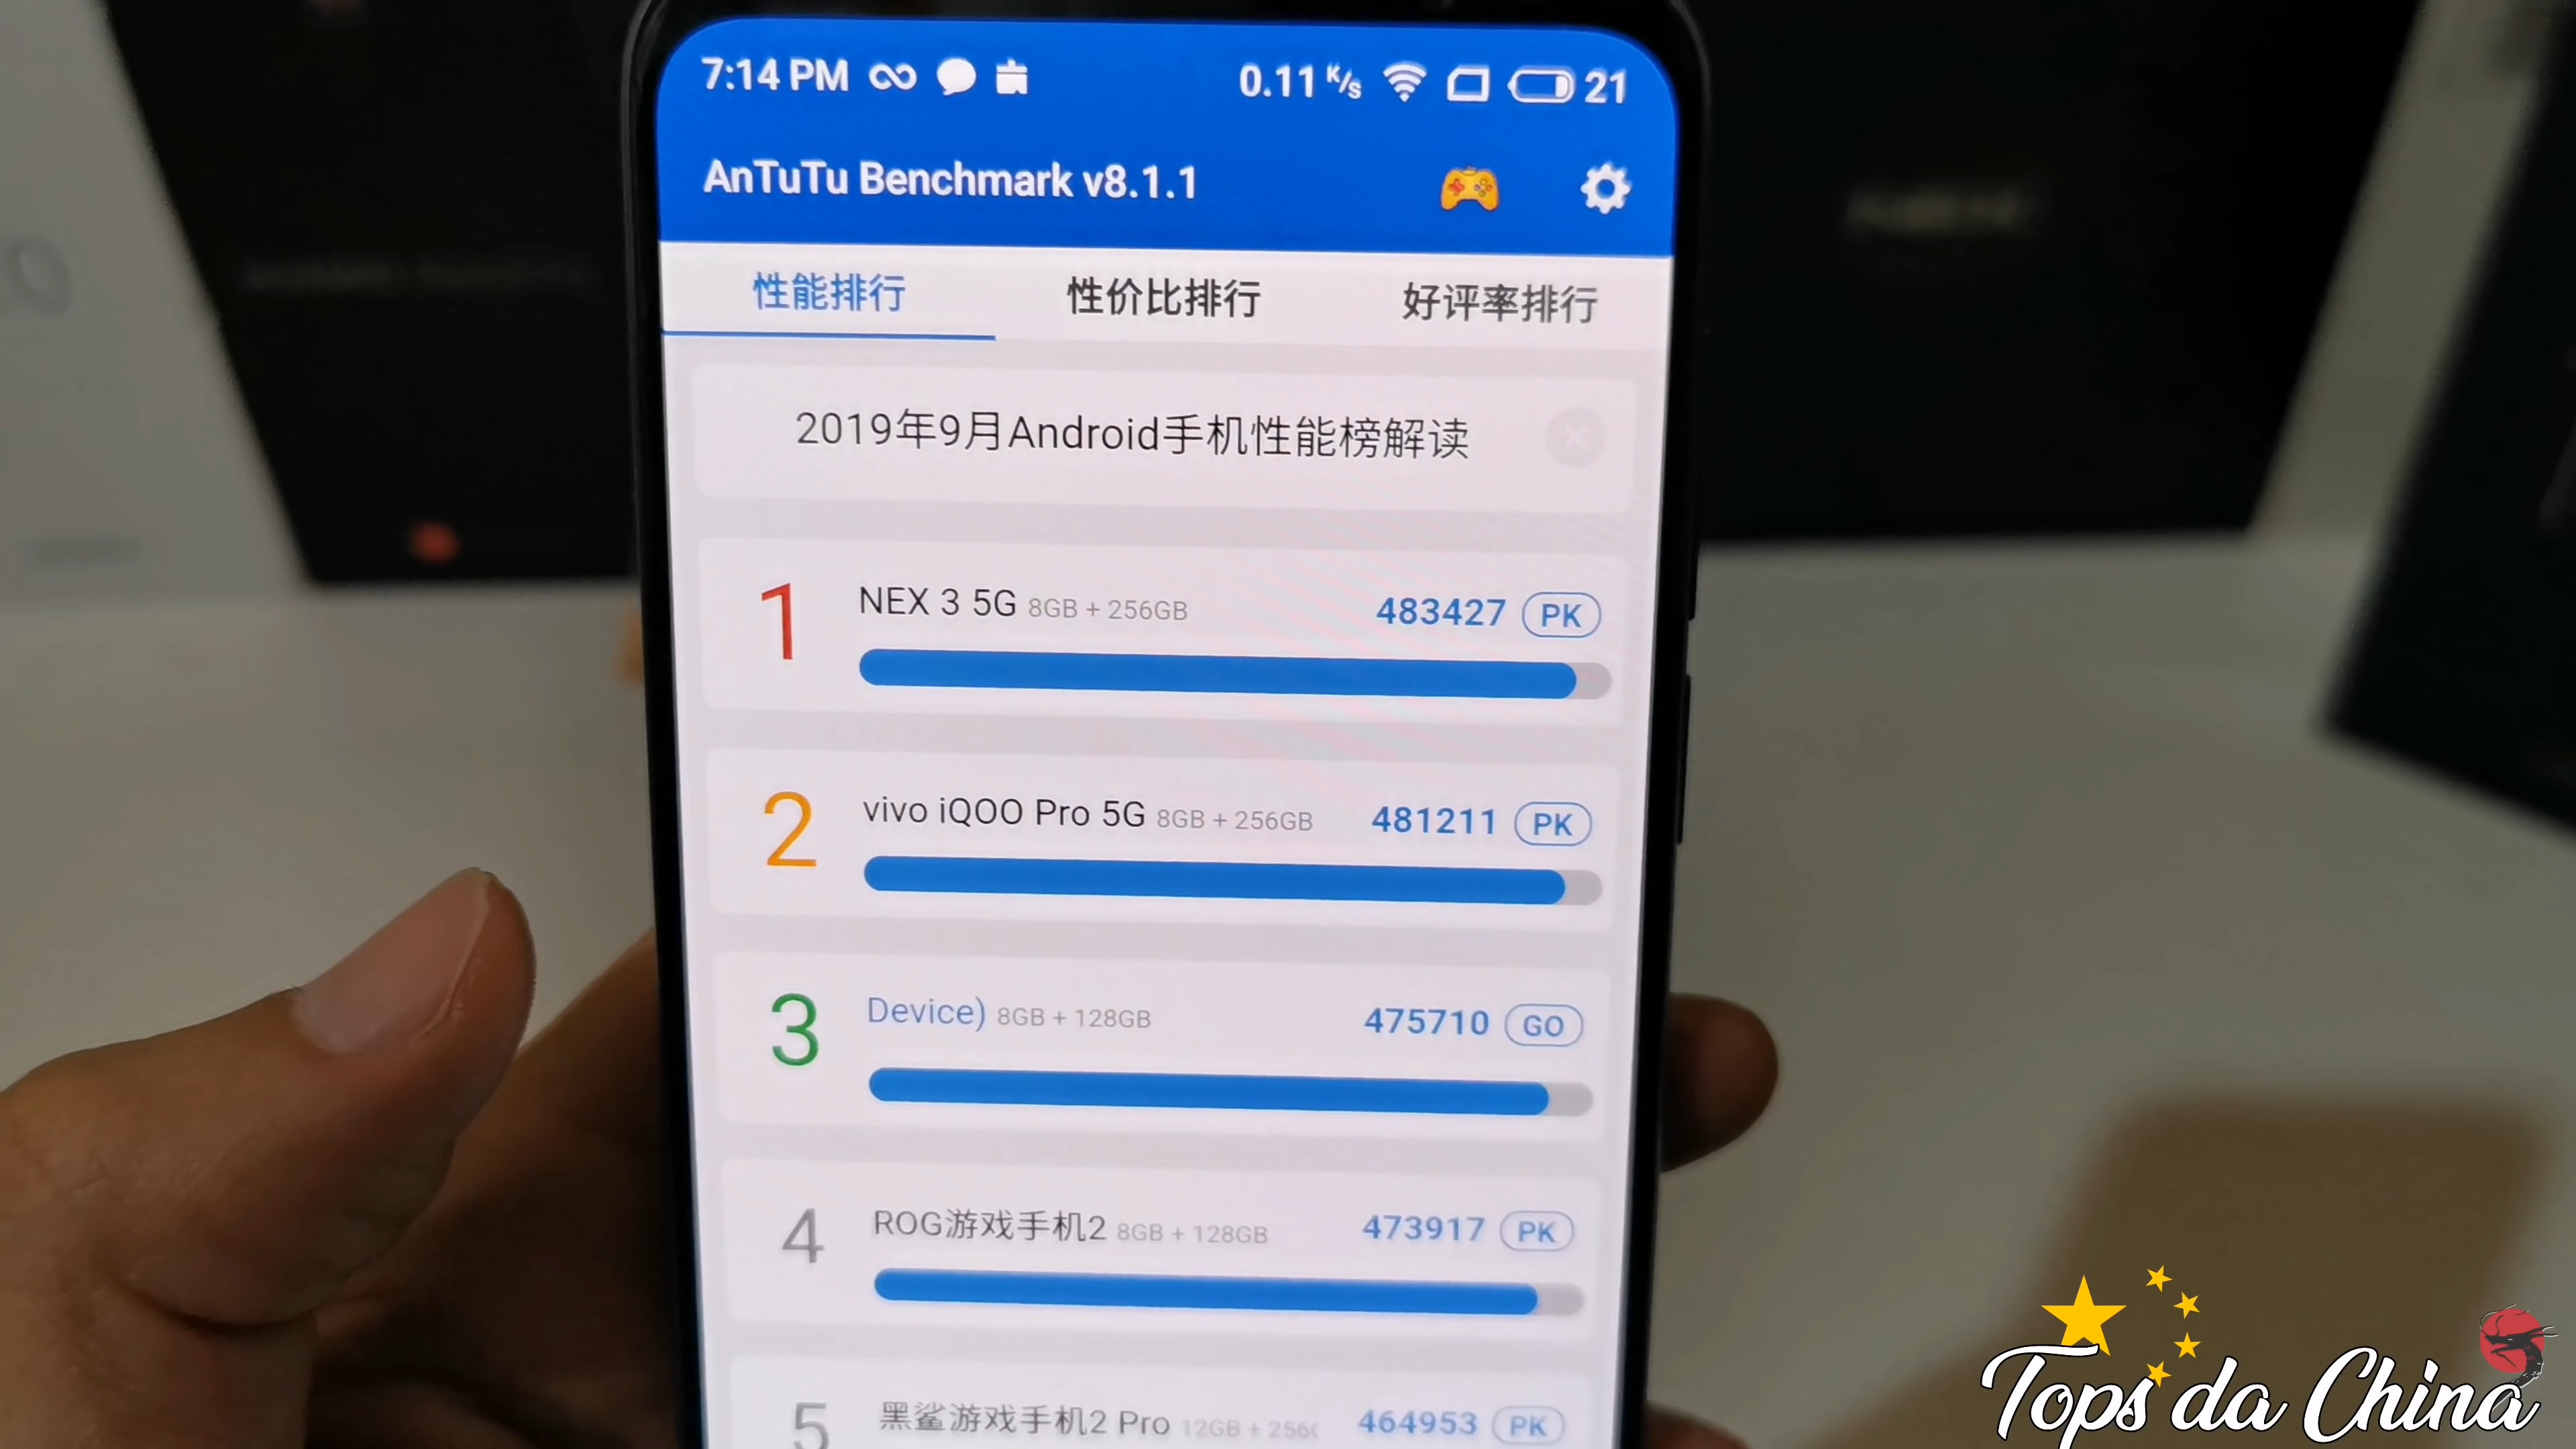 7:14 PM 0.11 K/s 21
AnTuTu Benchmark v8.1.1
性能排行 性价比排行 好评率排行
2019年9月Android手机性能榜解读
1 NEX 3 5G 8GB + 256GB 483427 PK
2 vivo iQOO Pro 5G 8GB + 256GB 481211 PK
3 Device) 8GB + 128GB 475710 GO
4 ROG游戏手机2 8GB + 128GB 473917 PK
5 黑鲨游戏手机2 Pro 12GB + 256G 464953 PK
Tops da China